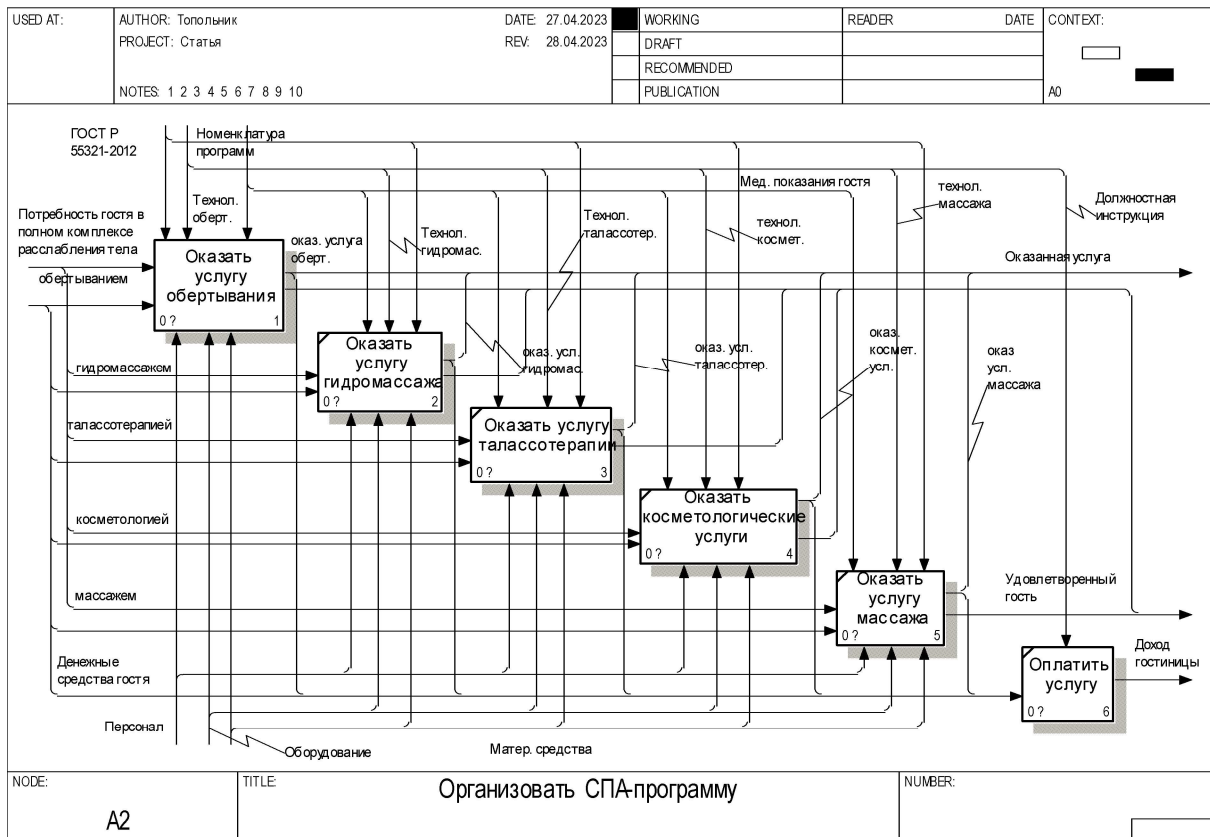 USED AT:
AUTHOR: Топольник
DATE: 27.04.2023
PROJECT: Статья
REV: 28.04.2023
NOTES: 1 2 3 4 5 6 7 8 9 10
WORKING
DRAFT
RECOMMENDED
PUBLICATION
READER
DATE
CONTEXT:
A0
ГОСТ Р
55321-2012
Номенклатура
программ
Мед. показания гостя
Технол.
оберт.
Технол.
гидромас.
Технол.
талассотер.
технол.
космет.
технол.
массажа
Должностная
инструкция
Потребность гостя в
полном комплексе
расслабления тела
обертыванием
Оказать
услугу
обертывания
0 ?
1
оказ. услуга
оберт.
Оказанная услуга
гидромассажем
Оказать
услугу
гидромассажа
0 ?
2
оказ. усл.
гидромас.
оказ. усл.
талассотер.
оказ.
космет.
усл.
оказ
усл.
массажа
талассотерапией
Оказать услугу
талассотерапии
0 ?
3
косметологией
Оказать
косметологические
услуги
0 ?
4
массажем
Оказать
услугу
массажа
0 ?
5
Удовлетворенный
гость
Денежные
средства гостя
Оплатить
услугу
0 ?
6
Доход
гостиницы
Персонал
Оборудование
Матер. средства
NODE:
A2
TITLE:
Организовать СПА-программу
NUMBER: